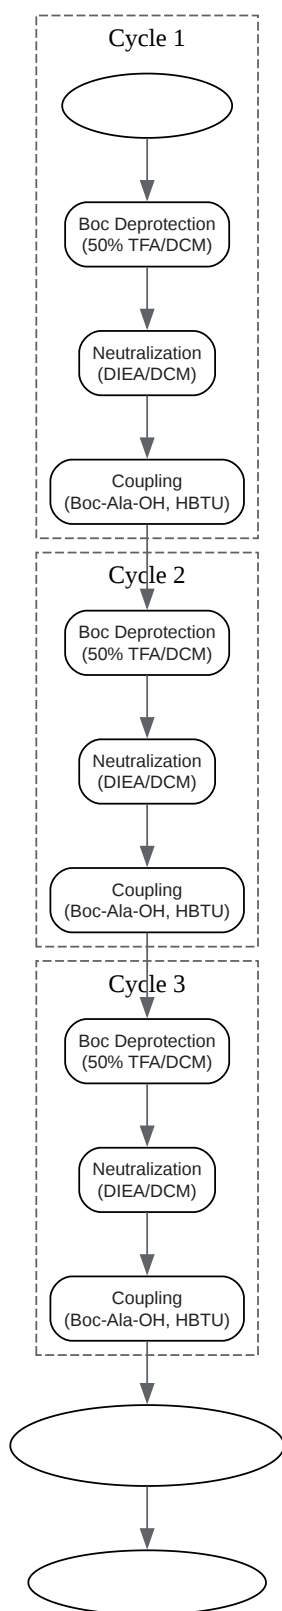 Cycle 1
Boc Deprotection
(50% TFA/DCM)
Neutralization
(DIEA/DCM)
Coupling
(Boc-Ala-OH, HBTU)
Cycle 2
Boc Deprotection
(50% TFA/DCM)
Neutralization
(DIEA/DCM)
Coupling
(Boc-Ala-OH, HBTU)
Cycle 3
Boc Deprotection
(50% TFA/DCM)
Neutralization
(DIEA/DCM)
Coupling
(Boc-Ala-OH, HBTU)